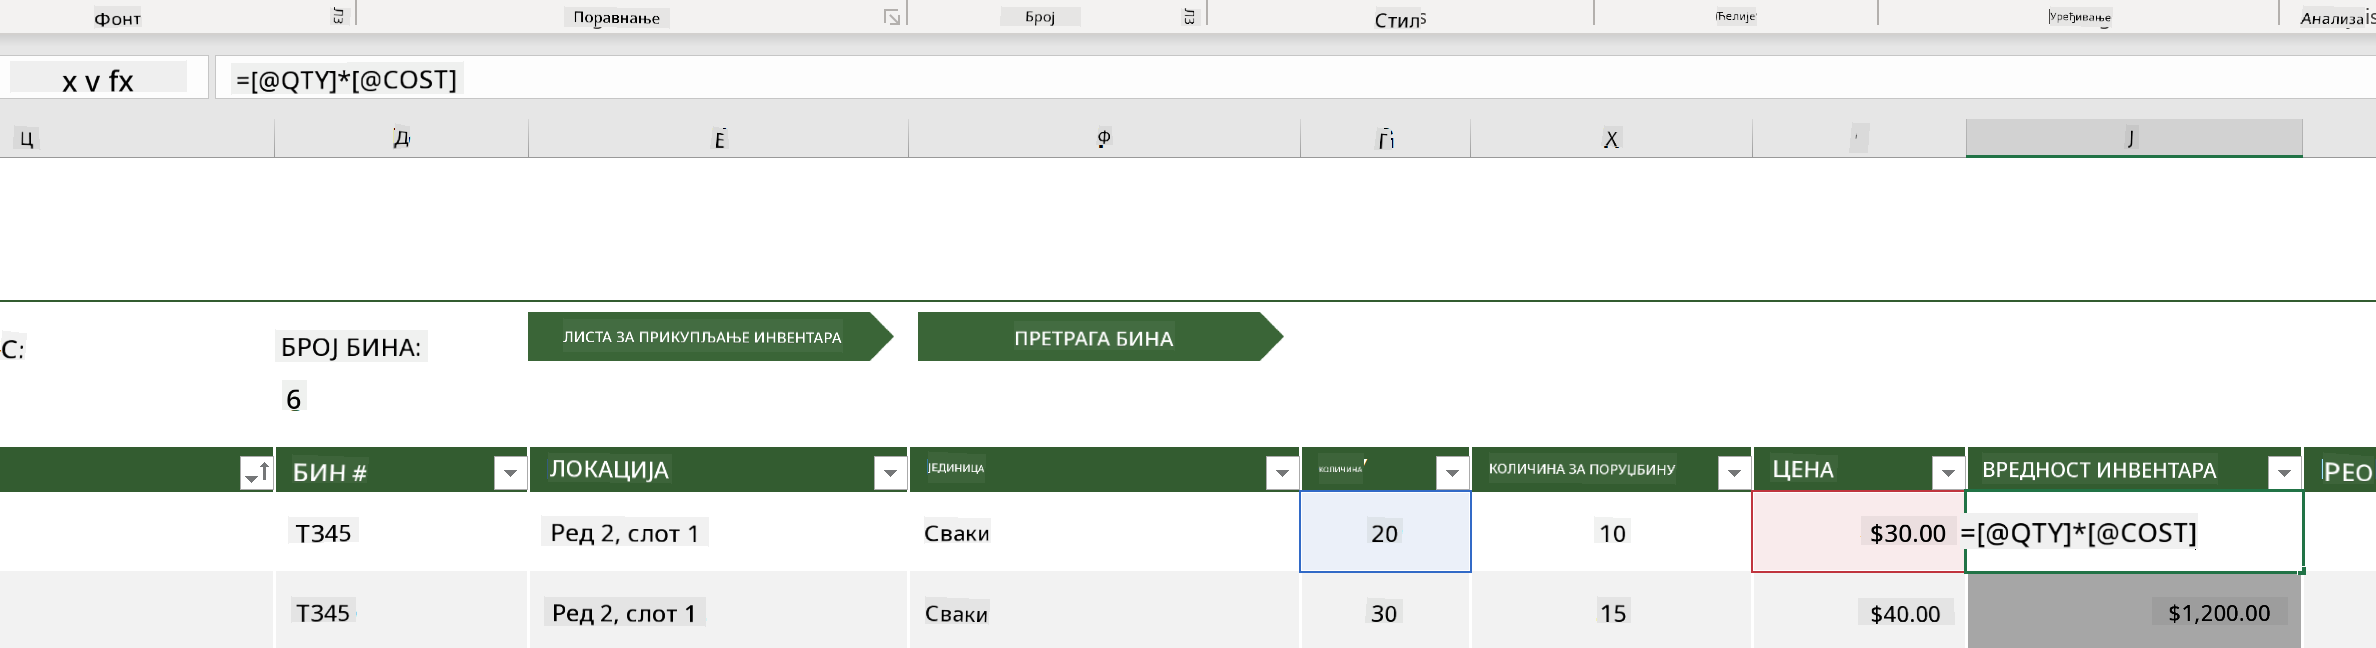 Фонт Поравнање Број Стил Ћелије Уређивање Анализа
x v fx =[@QTY]*[@COST]
Ц Д Е Ф Г Х Ј
С: БРОЈ БИНА: ЛИСТА ЗА ПРИКУПЉАЊЕ ИНВЕНТАРА ПРЕТРАГА БИНА
6
БИН # ЛОКАЦИЈА ЈЕДИНИЦА КОЛИЧИНА КОЛИЧИНА ЗА ПОРУЏБИНУ ЦЕНА ВРЕДНОСТ ИНВЕНТАРА РЕО
T345 Ред 2, слот 1 Сваки 20 10 $30.00 =[@QTY]*[@COST]
T345 Ред 2, слот 1 Сваки 30 15 $40.00 $1,200.00